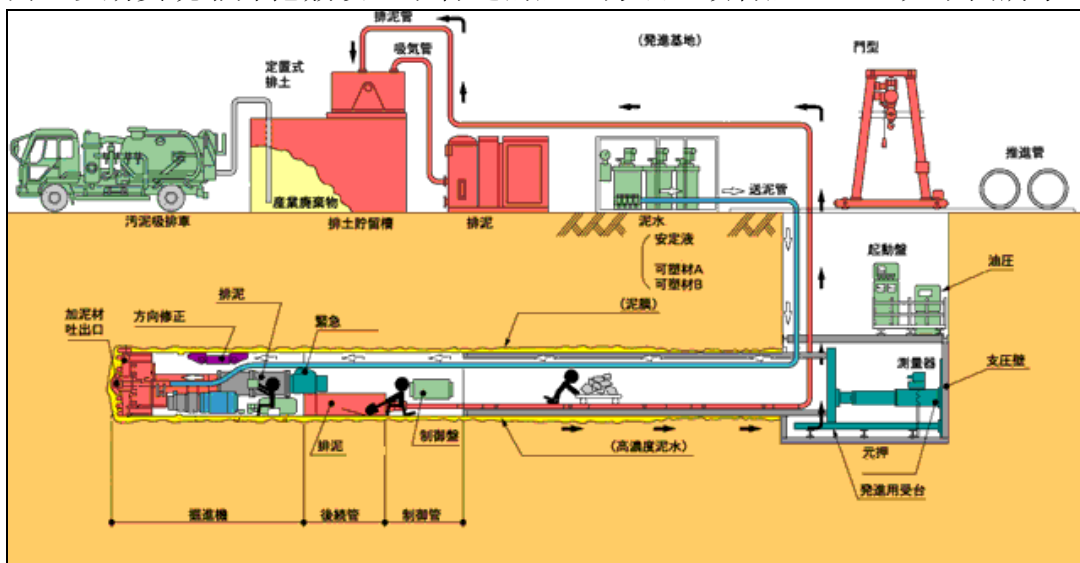 排泥管
(発進基地)
門型
吸気管
定置式
排土
推進管
送泥管
産業廃棄物
汚泥吸排車
排土貯留槽
排泥
泥水
安定液
可塑材A
可塑材B
起動盤
油圧
排泥
加泥材
吐出口
方向修正
緊急
(泥膜)
測量器
支圧壁
制御盤
排泥
(高濃度泥水)
元押
発進用受台
掘進機
後続管
制御管